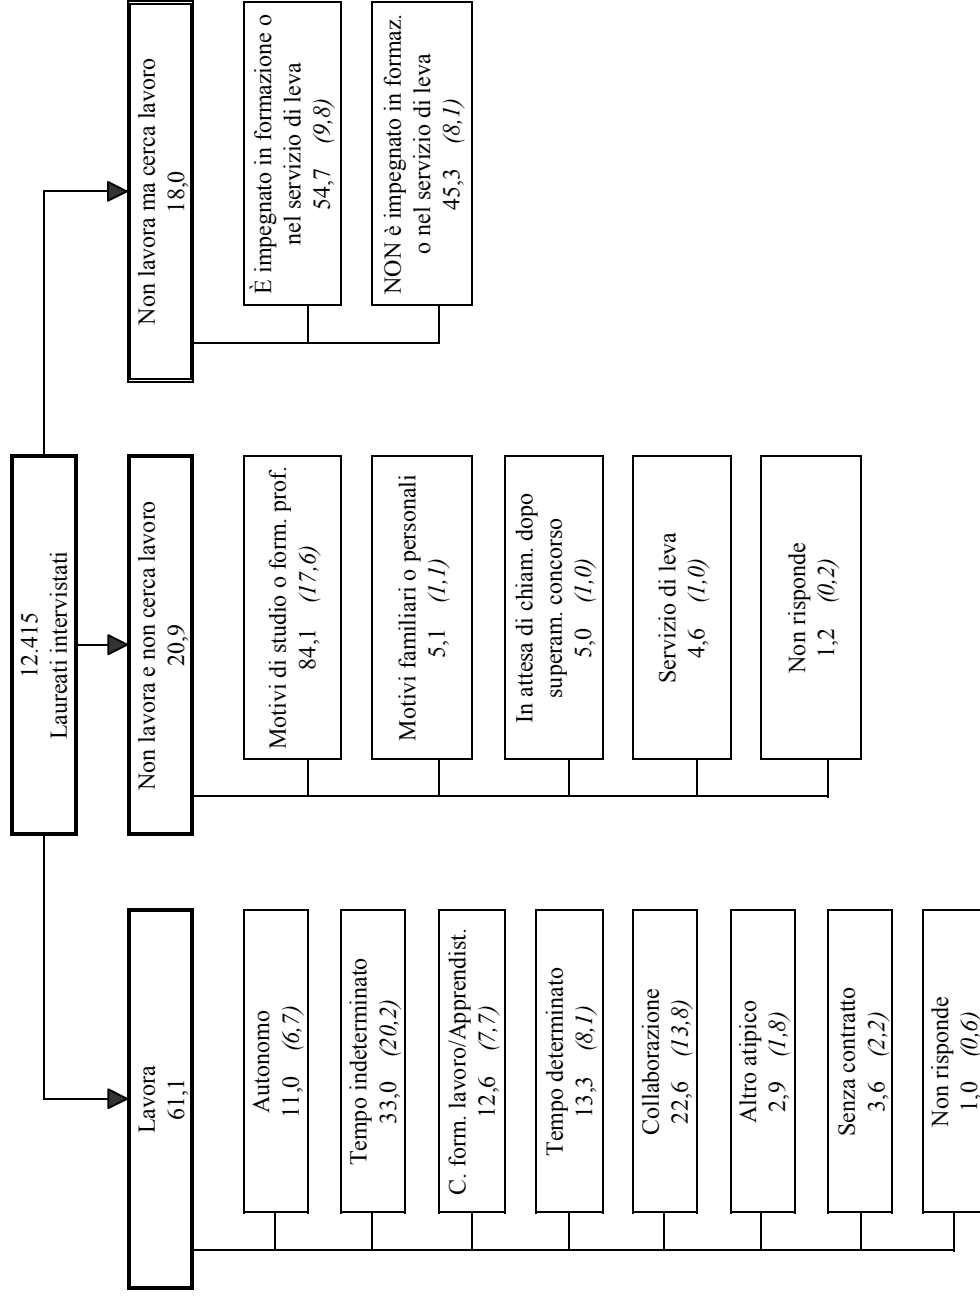 12.415
Laureati intervistati
Lavora
61,1
Autonomo
11,0 (6,7)
Tempo indeterminato
33,0 (20,2)
C. form. lavoro/Apprendist.
12,6 (7,7)
Tempo determinato
13,3 (8,1)
Collaborazione
22,6 (13,8)
Altro atipico
2,9 (1,8)
Senza contratto
3,6 (2,2)
Non risponde
1,0 (0,6)
Non lavora e non cerca lavoro
20,9
Motivi di studio o form. prof.
84,1 (17,6)
Motivi familiari o personali
5,1 (1,1)
In attesa di chiam. dopo
superam. concorso
5,0 (1,0)
Servizio di leva
4,6 (1,0)
Non risponde
1,2 (0,2)
Non lavora ma cerca lavoro
18,0
È impegnato in formazione o
nel servizio di leva
54,7 (9,8)
NON è impegnato in formaz.
o nel servizio di leva
45,3 (8,1)